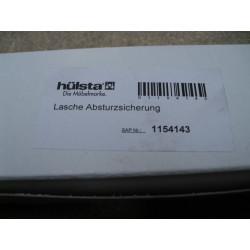 hülsta
Die Möbelmarke.
Lasche Absturzsicherung
SAP Nr.: 1154143